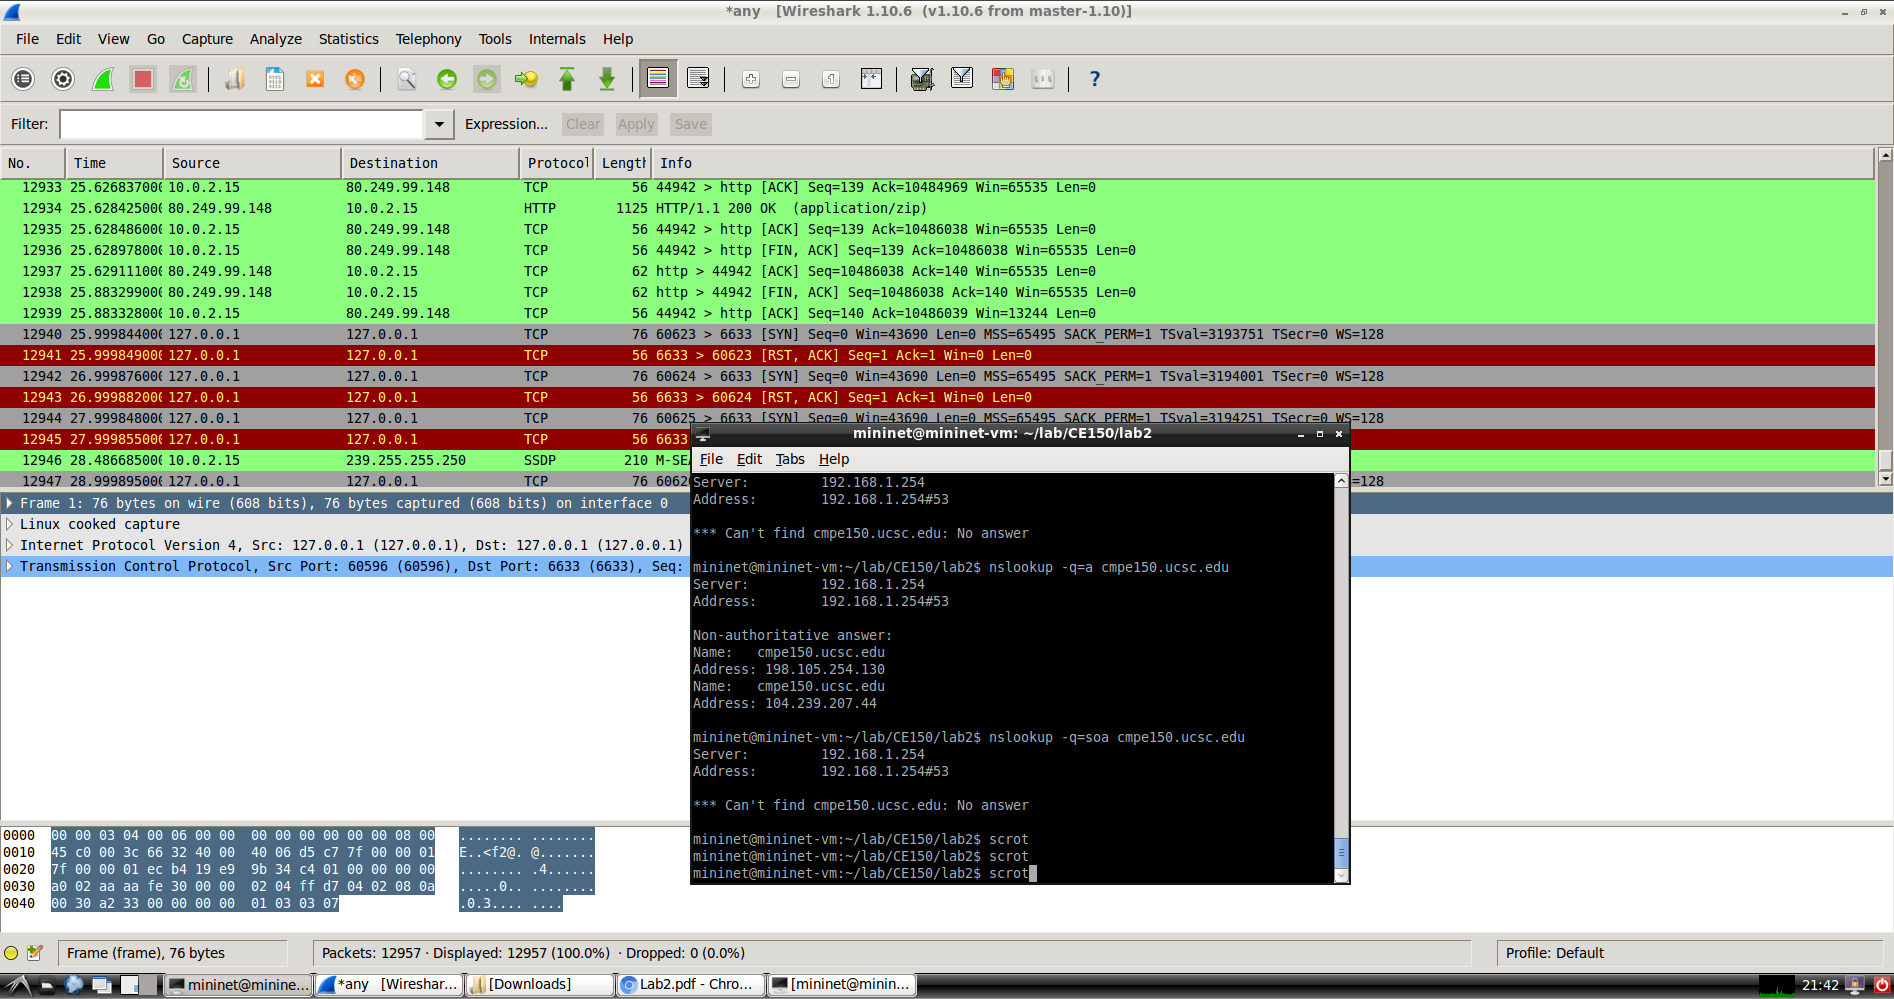 *any   [Wireshark 1.10.6  (v1.10.6 from master-1.10)]
File Edit View Go Capture Analyze Statistics Telephony Tools Internals Help
Filter: Expression... Clear Apply Save
No. Time Source Destination Protocol Length Info
12933 25.626837000 10.0.2.15 80.249.99.148 TCP 56 44942 > http [ACK] Seq=139 Ack=10484969 Win=65535 Len=0
12934 25.628425000 80.249.99.148 10.0.2.15 HTTP 1125 HTTP/1.1 200 OK  (application/zip)
12935 25.628486000 10.0.2.15 80.249.99.148 TCP 56 44942 > http [ACK] Seq=139 Ack=10486038 Win=65535 Len=0
12936 25.628978000 10.0.2.15 80.249.99.148 TCP 56 44942 > http [FIN, ACK] Seq=139 Ack=10486038 Win=65535 Len=0
12937 25.629111000 80.249.99.148 10.0.2.15 TCP 62 http > 44942 [ACK] Seq=10486038 Ack=140 Win=65535 Len=0
12938 25.883299000 80.249.99.148 10.0.2.15 TCP 62 http > 44942 [FIN, ACK] Seq=10486038 Ack=140 Win=65535 Len=0
12939 25.883328000 10.0.2.15 80.249.99.148 TCP 56 44942 > http [ACK] Seq=140 Ack=10486039 Win=13244 Len=0
12940 25.999844000 127.0.0.1 127.0.0.1 TCP 76 60623 > 6633 [SYN] Seq=0 Win=43690 Len=0 MSS=65495 SACK_PERM=1 TSval=3193751 TSecr=0 WS=128
12941 25.999849000 127.0.0.1 127.0.0.1 TCP 56 6633 > 60623 [RST, ACK] Seq=1 Ack=1 Win=0 Len=0
12942 26.999876000 127.0.0.1 127.0.0.1 TCP 76 60624 > 6633 [SYN] Seq=0 Win=43690 Len=0 MSS=65495 SACK_PERM=1 TSval=3194001 TSecr=0 WS=128
12943 26.999882000 127.0.0.1 127.0.0.1 TCP 56 6633 > 60624 [RST, ACK] Seq=1 Ack=1 Win=0 Len=0
12944 27.999848000 127.0.0.1 127.0.0.1 TCP 76 60625 > 6633 [SYN] Seq=0 Win=43690 Len=0 MSS=65495 SACK_PERM=1 TSval=3194251 TSecr=0 WS=128
12945 27.999855000 127.0.0.1 127.0.0.1 TCP 56 6633
12946 28.486685000 10.0.2.15 239.255.255.250 SSDP 210 M-SE
12947 28.999895000 127.0.0.1 127.0.0.1 TCP 76 6062 =128
Frame 1: 76 bytes on wire (608 bits), 76 bytes captured (608 bits) on interface 0
Linux cooked capture
Internet Protocol Version 4, Src: 127.0.0.1 (127.0.0.1), Dst: 127.0.0.1 (127.0.0.1)
Transmission Control Protocol, Src Port: 60596 (60596), Dst Port: 6633 (6633), Seq:
mininet@mininet-vm: ~/lab/CE150/lab2
File Edit Tabs Help
Server:         192.168.1.254
Address:        192.168.1.254#53
*** Can't find cmpe150.ucsc.edu: No answer
mininet@mininet-vm:~/lab/CE150/lab2$ nslookup -q=a cmpe150.ucsc.edu
Server:         192.168.1.254
Address:        192.168.1.254#53
Non-authoritative answer:
Name:   cmpe150.ucsc.edu
Address: 198.105.254.130
Name:   cmpe150.ucsc.edu
Address: 104.239.207.44
mininet@mininet-vm:~/lab/CE150/lab2$ nslookup -q=soa cmpe150.ucsc.edu
Server:         192.168.1.254
Address:        192.168.1.254#53
*** Can't find cmpe150.ucsc.edu: No answer
mininet@mininet-vm:~/lab/CE150/lab2$ scrot
mininet@mininet-vm:~/lab/CE150/lab2$ scrot
mininet@mininet-vm:~/lab/CE150/lab2$ scrot
0000 00 00 03 04 00 06 00 00  00 00 00 00 00 00 08 00 ........ ........
0010 45 c0 00 3c 66 32 40 00  40 06 d5 c7 7f 00 00 01 E..<f2@. @.......
0020 7f 00 00 01 ec b4 19 e9  9b 34 c4 01 00 00 00 00 ........ .4......
0030 a0 02 aa aa fe 30 00 00  02 04 ff d7 04 02 08 0a .....0.. ........
0040 00 30 a2 33 00 00 00 00  01 03 03 07 .0.3.... ....
Frame (frame), 76 bytes Packets: 12957 · Displayed: 12957 (100.0%)  · Dropped: 0 (0.0%) Profile: Default
mininet@minine... *any   [Wireshar... [Downloads] Lab2.pdf - Chro... [mininet@minin... 21:42